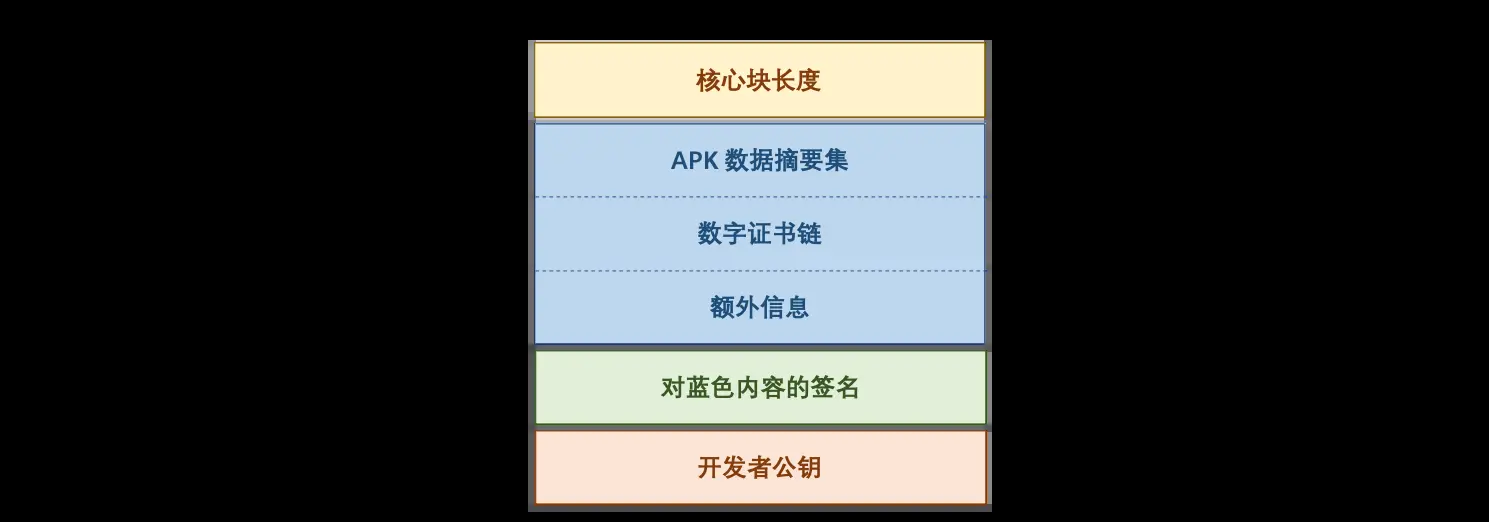 核心块长度
APK 数据摘要集
数字证书链
额外信息
对蓝色内容的签名
开发者公钥